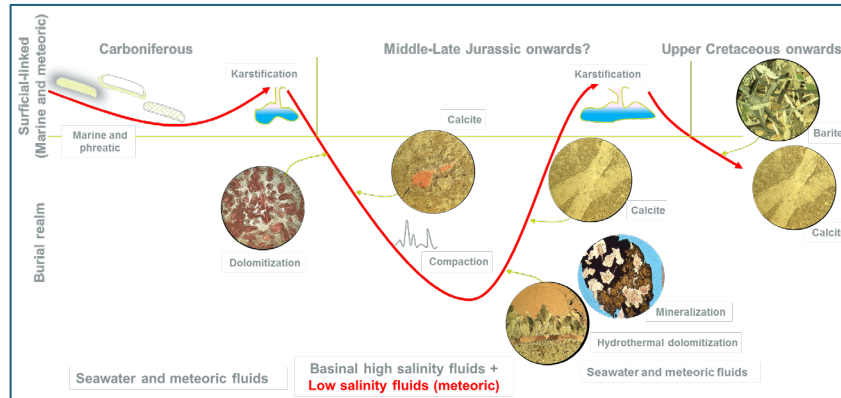 Carboniferous
Middle-Late Jurassic onwards?
Upper Cretaceous onwards
Surficial-linked
(Marine and meteoric)
Karstification
Karstification
Marine and
phreatic
Calcite
Barite
Dolomitization
Calcite
Calcite
Burial realm
Compaction
Mineralization
Hydrothermal dolomitization
Seawater and meteoric fluids
Basinal high salinity fluids +
Low salinity fluids (meteoric)
Seawater and meteoric fluids